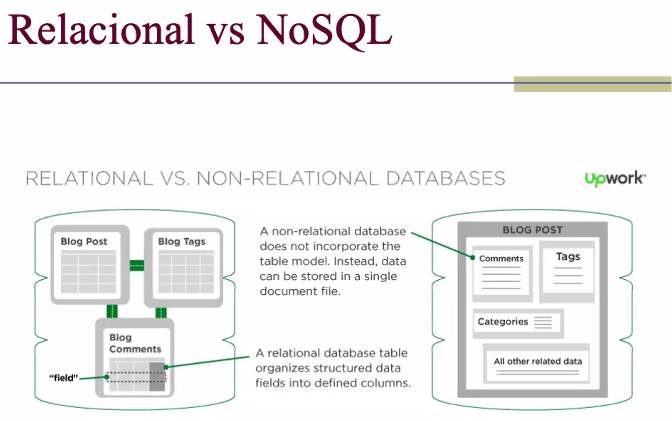 Relacional vs NoSQL
RELATIONAL VS. NON-RELATIONAL DATABASES
Upwork™
Blog Post
Blog Tags
Blog
Comments
"field"
A non-relational database
does not incorporate the
table model. Instead, data
can be stored in a single
document file.
A relational database table
organizes structured data
fields into defined columns.
BLOG POST
Comments
Tags
Categories
All other related data